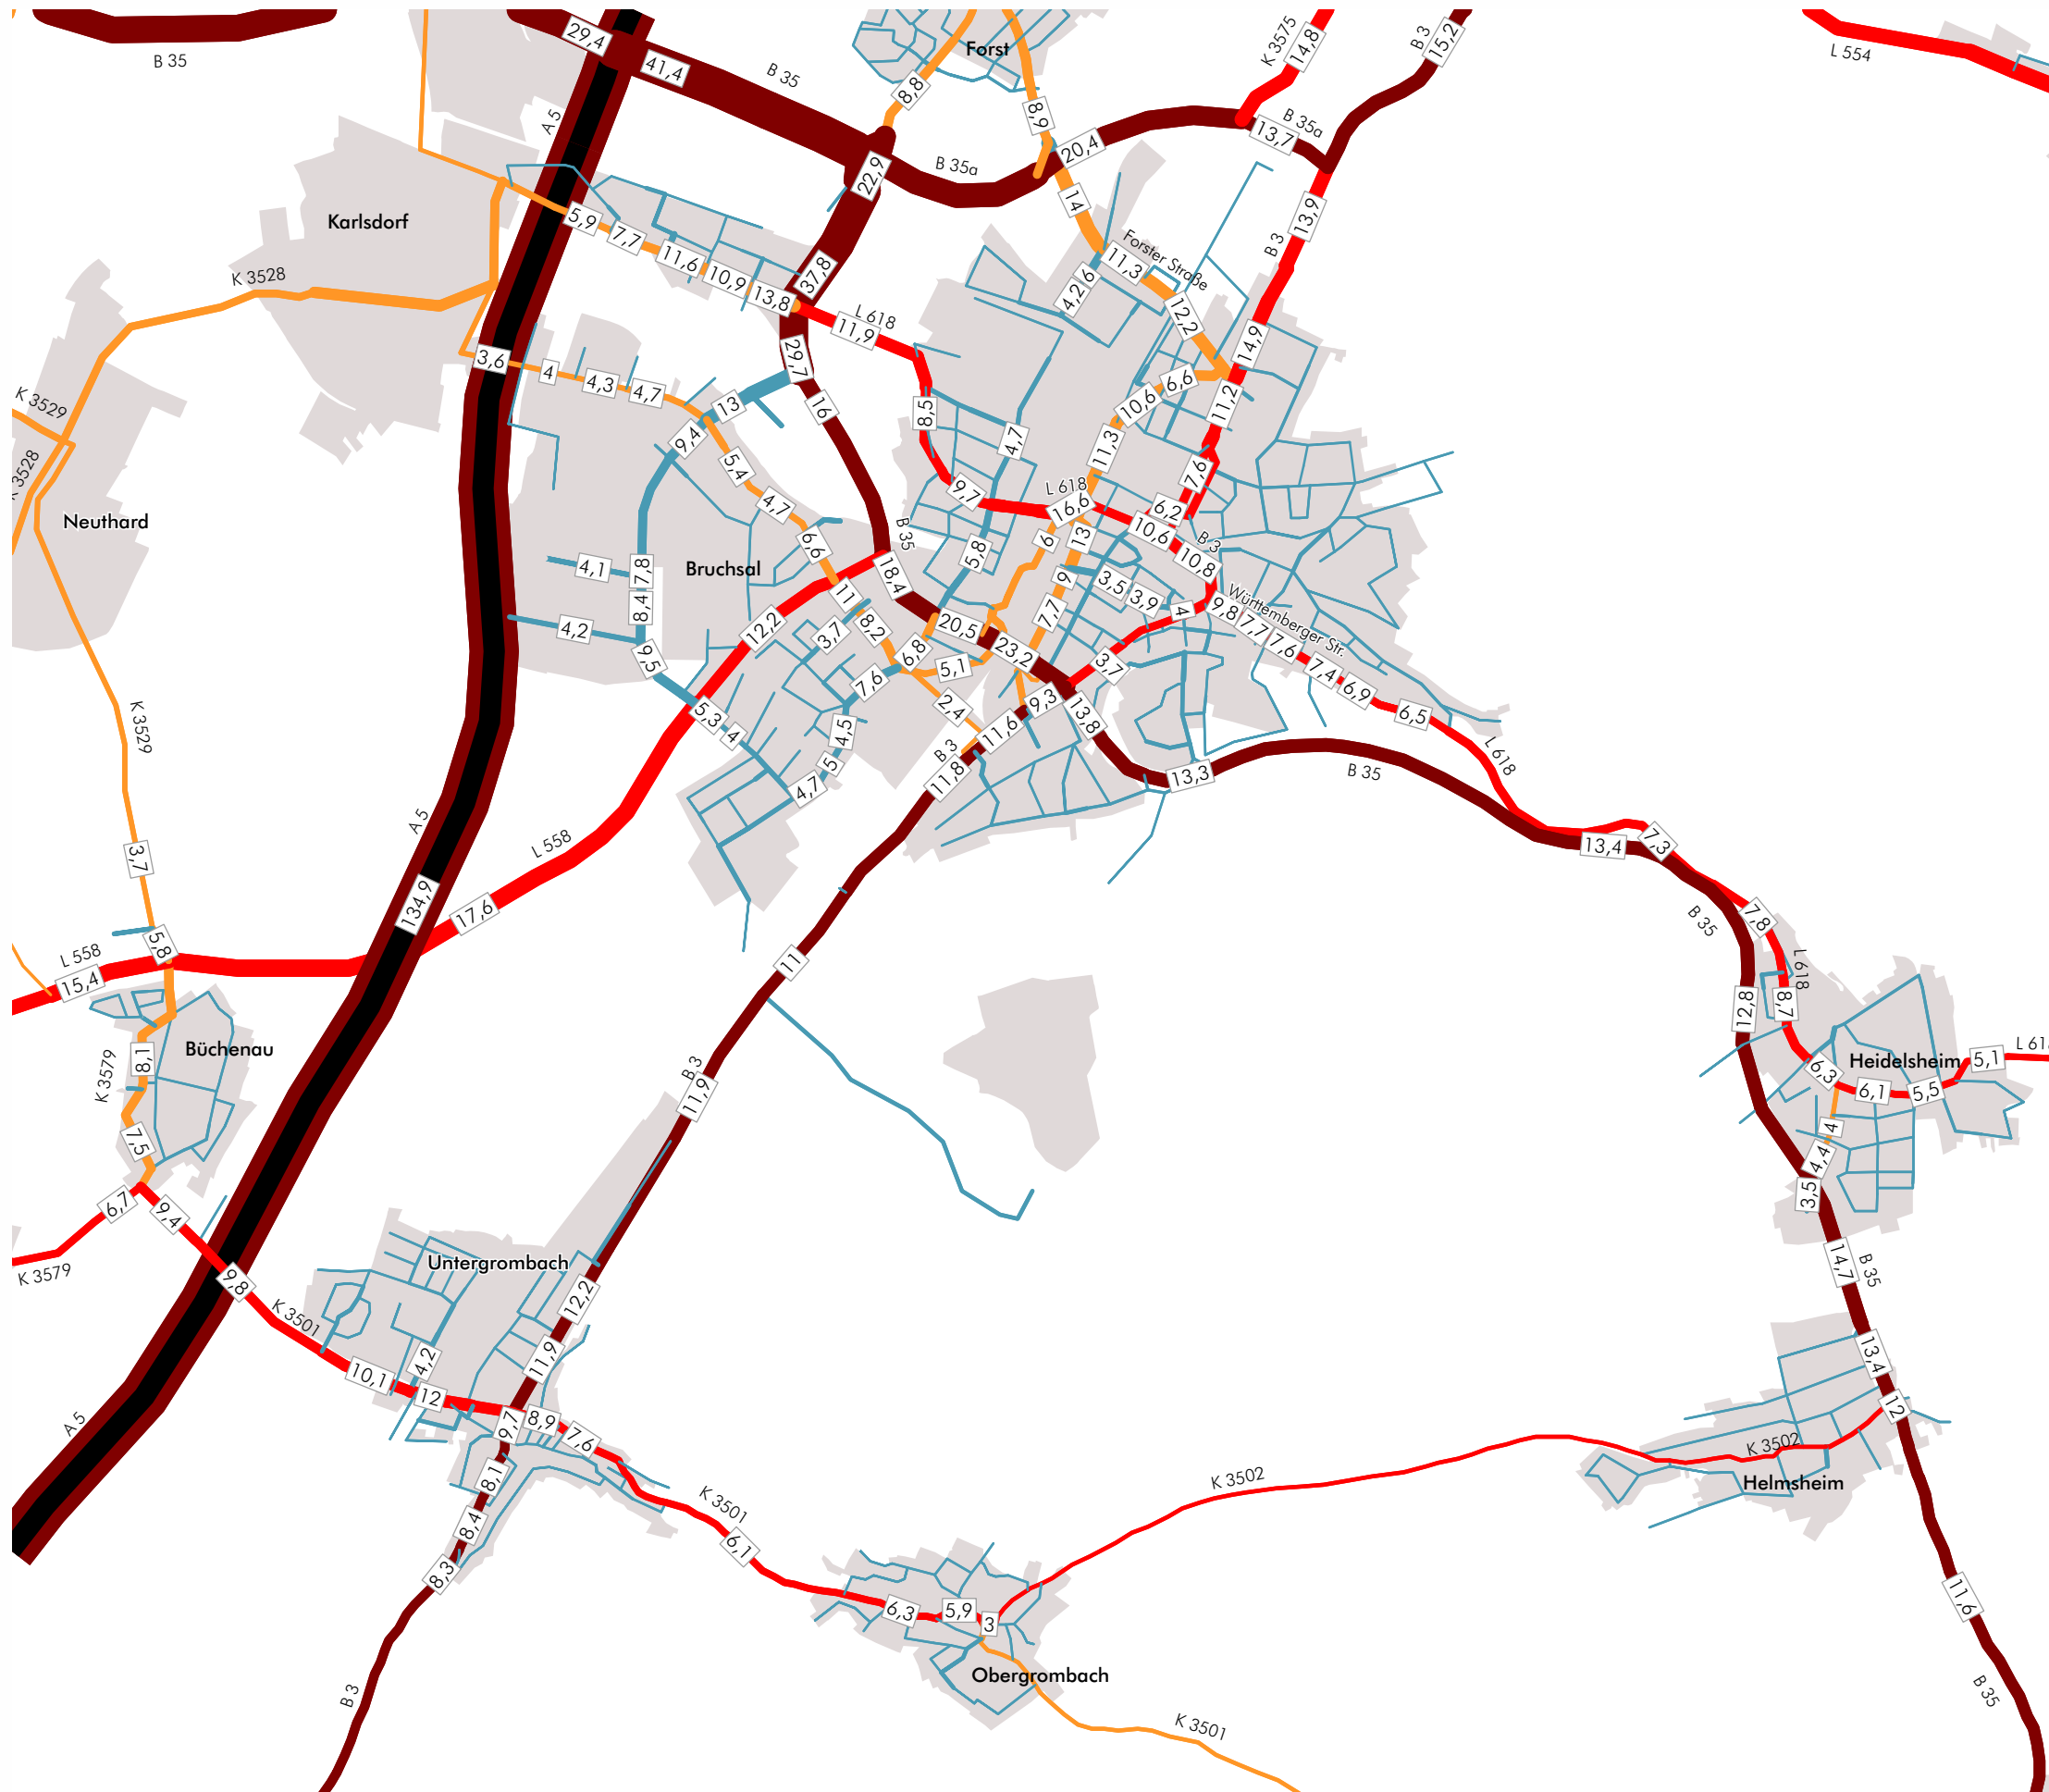 29,4
41,4
B 35
B 35
Forst
8,8
8,9
K 3575
14,8
B 3
15,2
L 554
A 5
22,9
B 35a
20,4
B 35a
13,7
Karlsdorf
14
13,9
B 3
5,9
7,7
11,6
10,9
13,8
37,8
Forster Straße
11,3
4,2
6
K 3528
L 618
11,9
12,2
14,9
29,7
3,6
4
4,3
4,7
6,6
10,6
11,2
K 3529
13
16
8,5
4,7
11,3
9,4
5,4
K 3528
7,6
9,7
L 618
16,6
6,2
Neuthard
4,7
B 35
6
13
10,6
B 3
6,6
5,8
10,8
Bruchsal
4,1
7,8
18,4
9
3,5
3,9
4
11
8,4
Württemberger Str.
9,8
7,7
7,6
7,4
6,9
6,5
4,2
12,2
3,7
8,2
20,5
7,7
23,2
9,5
6,8
5,1
3,7
7,6
2,4
9,3
13,8
K 3529
5,3
4
4,5
11,6
B 3
11,8
5
4,7
13,3
B 35
L 618
A 5
L 558
3,7
13,4
7,3
134,9
17,6
7,8
B 35
5,8
L 558
15,4
11
L 618
8,7
12,8
Büchenau
K 3579
8,1
B 3
11,9
Heidelsheim
6,3
6,1
5,5
5,1
L 618
7,5
4
4,4
3,5
6,7
9,4
K 3579
9,8
Untergrombach
14,7
B 35
12,2
K 3501
11,9
4,2
10,1
12
13,4
12
9,7
8,9
7,6
A 5
K 3502
Helmsheim
8,1
K 3502
8,4
K 3501
6,1
8,3
11,6
6,3
5,9
3
Obergrombach
B 3
K 3501
B 35